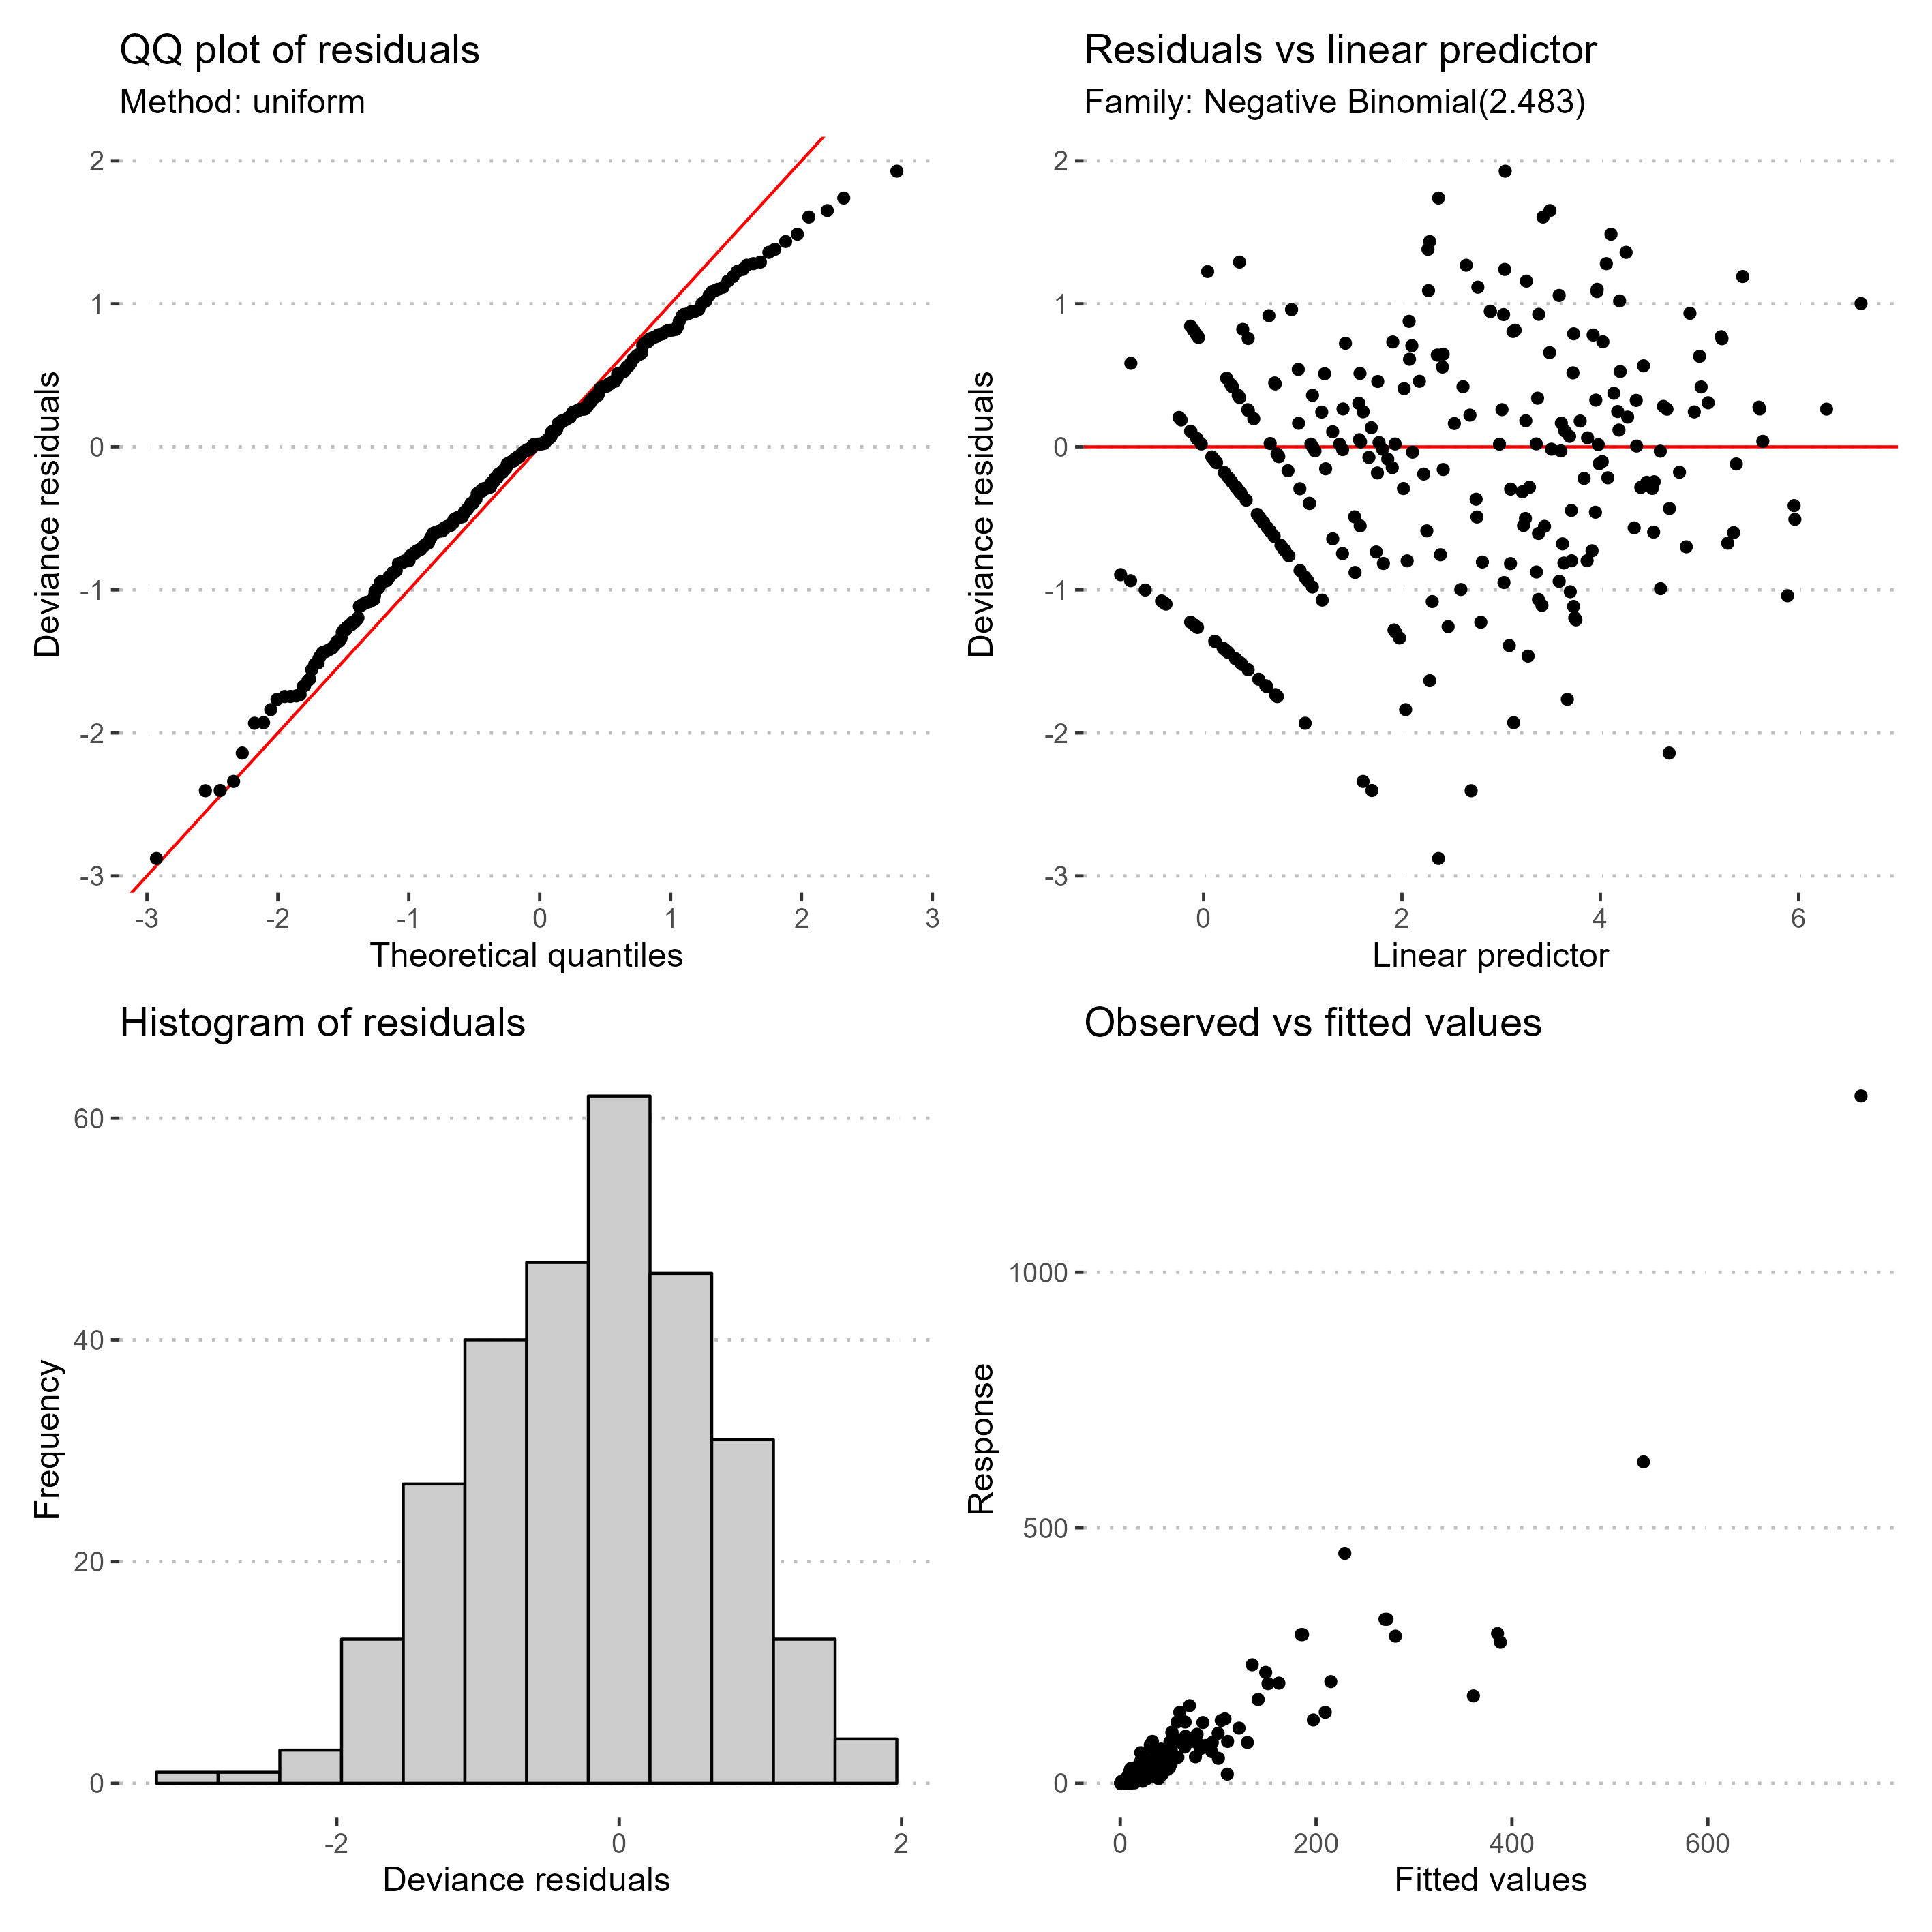 QQ plot of residuals
Method: uniform
2
1
0
-1
-2
-3
Deviance residuals
-3 -2 -1 0 1 2 3
Theoretical quantiles
Residuals vs linear predictor
Family: Negative Binomial(2.483)
2
1
0
-1
-2
-3
Deviance residuals
0 2 4 6
Linear predictor
Histogram of residuals
60
40
20
0
Frequency
-2 0 2
Deviance residuals
Observed vs fitted values
1000
500
0
Response
0 200 400 600
Fitted values